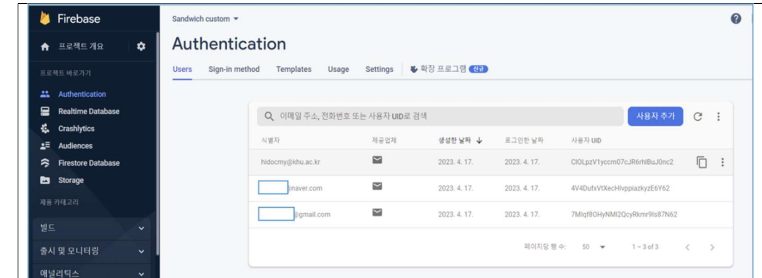 Firebase
프로젝트 개요
프로젝트 바로가기
Authentication
Realtime Database
Crashlytics
Audiences
Firestore Database
Storage
제품 카테고리
빌드
출시 및 모니터링
애널리틱스
Sandwich custom
Authentication
Users Sign-in method Templates Usage Settings 확장 프로그램 신규
이메일 주소, 전화번호 또는 사용자 UID로 검색
사용자 추가
식별자 제공업체 생성한 날짜 ↓ 로그인한 날짜 사용자 UID
hidocmy@khu.ac.kr 2023. 4. 17. 2023. 4. 17.
@naver.com 2023. 4. 17. 2023. 4. 17.
@gmail.com 2023. 4. 17. 2023. 4. 17.
페이지당 행 수: 50 1 – 3 of 3